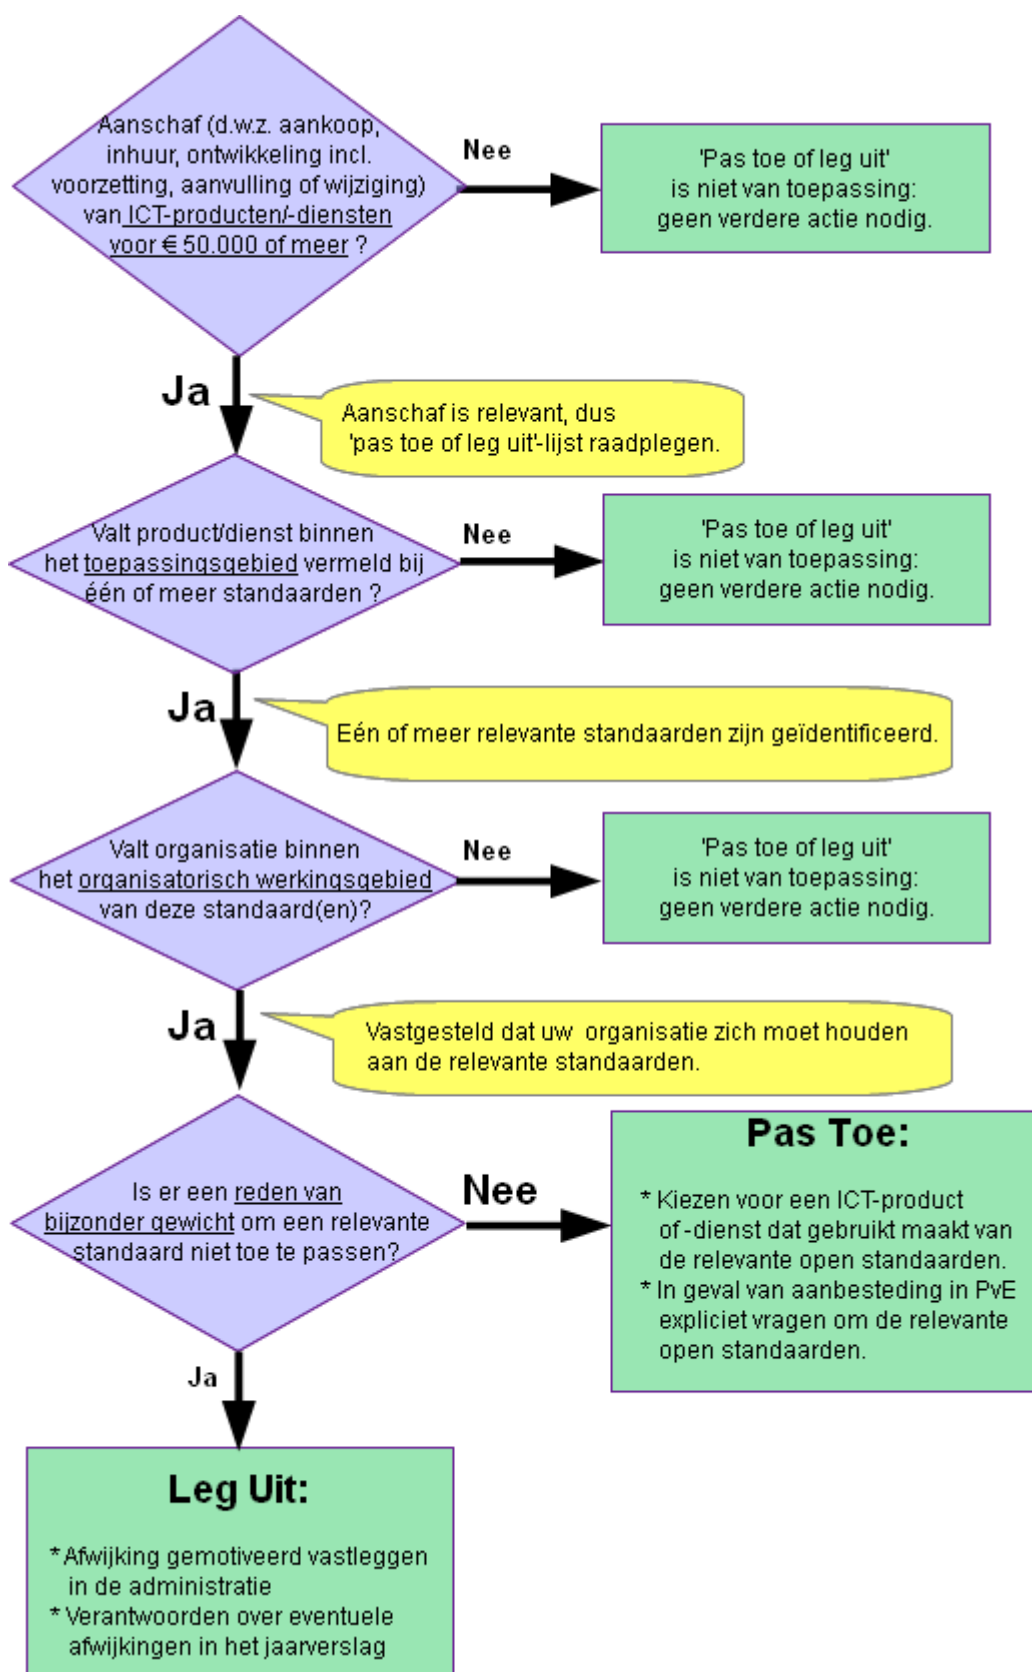 Aanschaf (d.w.z. aankoop,
inhuur, ontwikkeling incl.
voorzetting, aanvulling of wijziging)
van ICT-producten/-diensten
voor € 50.000 of meer ?
Nee
'Pas toe of leg uit'
is niet van toepassing:
geen verdere actie nodig.
Ja
Aanschaf is relevant, dus
'pas toe of leg uit'-lijst raadplegen.
Valt product/dienst binnen
het toepassingsgebied vermeld bij
één of meer standaarden ?
Nee
'Pas toe of leg uit'
is niet van toepassing:
geen verdere actie nodig.
Ja
Eén of meer relevante standaarden zijn geïdentificeerd.
Valt organisatie binnen
het organisatorisch werkingsgebied
van deze standaard(en)?
Nee
'Pas toe of leg uit'
is niet van toepassing:
geen verdere actie nodig.
Ja
Vastgesteld dat uw organisatie zich moet houden
aan de relevante standaarden.
Is er een reden van
bijzonder gewicht om een relevante
standaard niet toe te passen?
Nee
Pas Toe:
* Kiezen voor een ICT-product
of -dienst dat gebruikt maakt van
de relevante open standaarden.
* In geval van aanbesteding in PvE
expliciet vragen om de relevante
open standaarden.
Ja
Leg Uit:
* Afwijking gemotiveerd vastleggen
in de administratie
* Verantwoorden over eventuele
afwijkingen in het jaarverslag